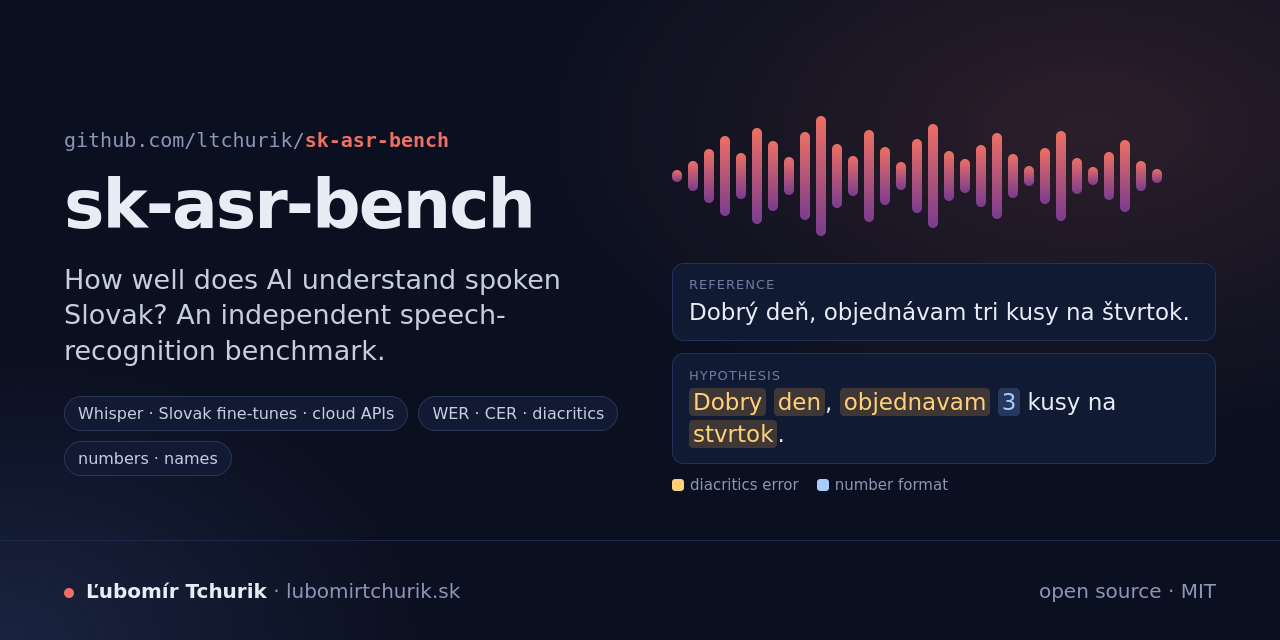 github.com/ltchurik/sk-asr-bench
sk-asr-bench
How well does AI understand spoken
Slovak? An independent speech-
recognition benchmark.
Whisper · Slovak fine-tunes · cloud APIs
WER · CER · diacritics
numbers · names
REFERENCE
Dobrý deň, objednávam tri kusy na štvrtok.
HYPOTHESIS
Dobry den, objednavam 3 kusy na
stvrtok.
diacritics error
number format
Ľubomír Tchurik · lubomirtchurik.sk
open source · MIT